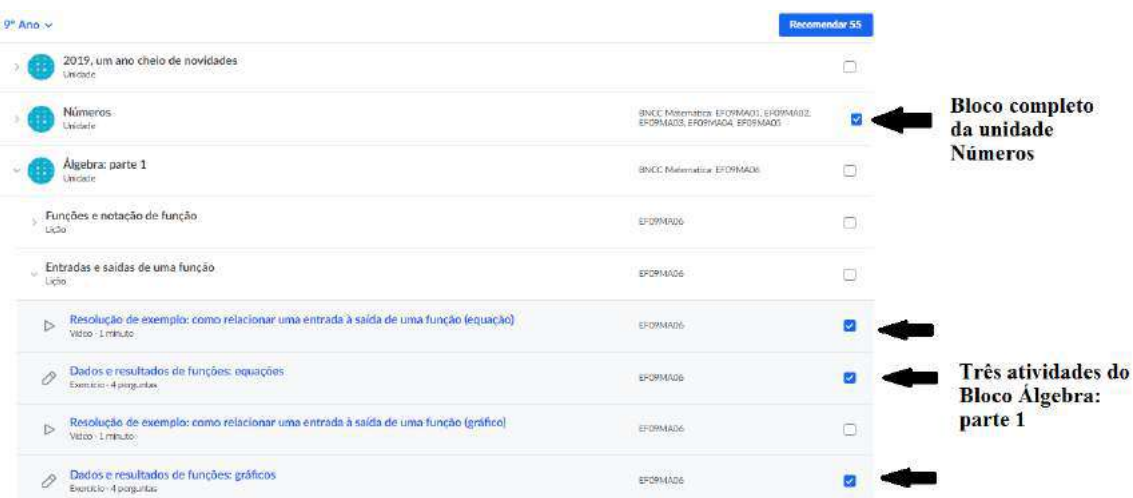 9º Ano
Recomendar 55
2019, um ano cheio de novidades
Unidade
Números
Unidade
BNCC Matemática: EF09MA01, EF09MA02,
EF09MA03, EF09MA04, EF09MA05
Bloco completo
da unidade
Números
Álgebra: parte 1
Unidade
BNCC Matemática: EF09MA06
Funções e notação de função
Lição
EF09MA06
Entradas e saídas de uma função
Lição
EF09MA06
Resolução de exemplo: como relacionar uma entrada à saída de uma função (equação)
Vídeo · 1 minuto
EF09MA06
Dados e resultados de funções: equações
Exercício · 4 perguntas
EF09MA06
Três atividades do
Bloco Álgebra:
parte 1
Resolução de exemplo: como relacionar uma entrada à saída de uma função (gráfico)
Vídeo · 1 minuto
EF09MA06
Dados e resultados de funções: gráficos
Exercício · 4 perguntas
EF09MA06